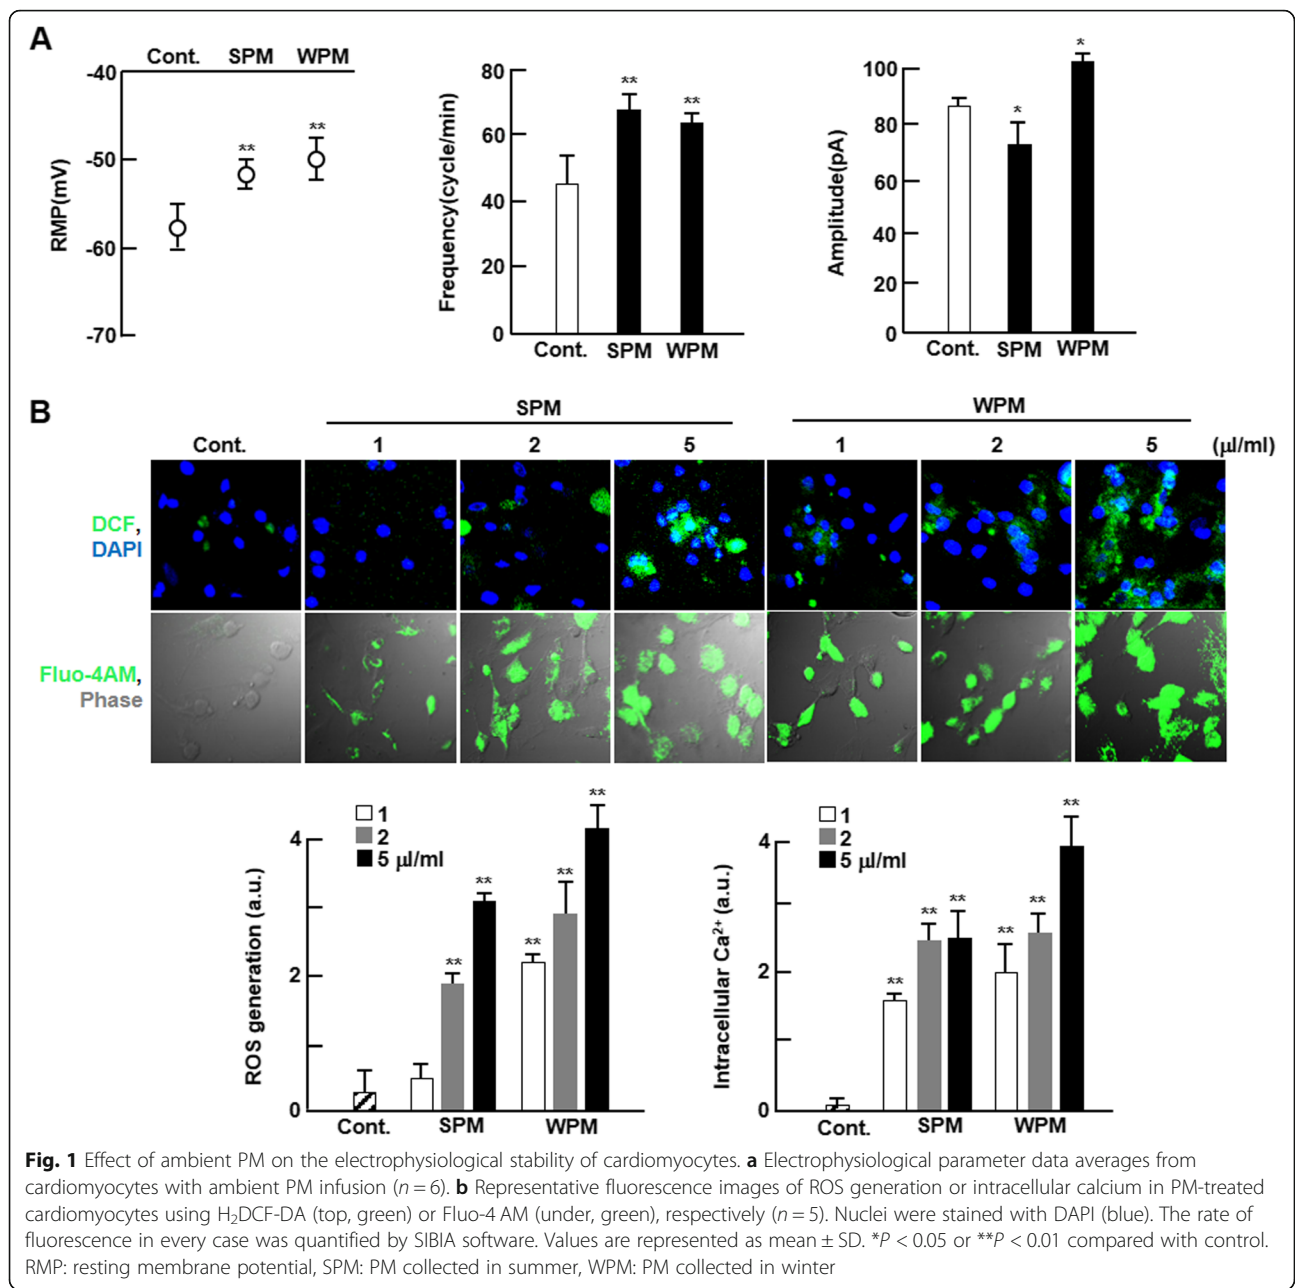 A
Cont. SPM WPM
-40
-50
-60
-70
RMP(mV)
** **
80
60
40
20
0
Frequency(cycle/min)
** **
Cont. SPM WPM
100
80
60
40
20
0
Amplitude(pA)
* *
Cont. SPM WPM
B
SPM WPM
Cont. 1 2 5 1 2 5 (µl/ml)
DCF,
DAPI
Fluo-4AM,
Phase
1
2
5 µl/ml
4
2
0
ROS generation (a.u.)
** ** ** ** **
Cont. SPM WPM
1
2
5 µl/ml
4
2
0
Intracellular Ca²⁺ (a.u.)
** ** ** ** ** **
Cont. SPM WPM
Fig. 1 Effect of ambient PM on the electrophysiological stability of cardiomyocytes. a Electrophysiological parameter data averages from
cardiomyocytes with ambient PM infusion (n = 6). b Representative fluorescence images of ROS generation or intracellular calcium in PM-treated
cardiomyocytes using H₂DCF-DA (top, green) or Fluo-4 AM (under, green), respectively (n = 5). Nuclei were stained with DAPI (blue). The rate of
fluorescence in every case was quantified by SIBIA software. Values are represented as mean ± SD. *P < 0.05 or **P < 0.01 compared with control.
RMP: resting membrane potential, SPM: PM collected in summer, WPM: PM collected in winter